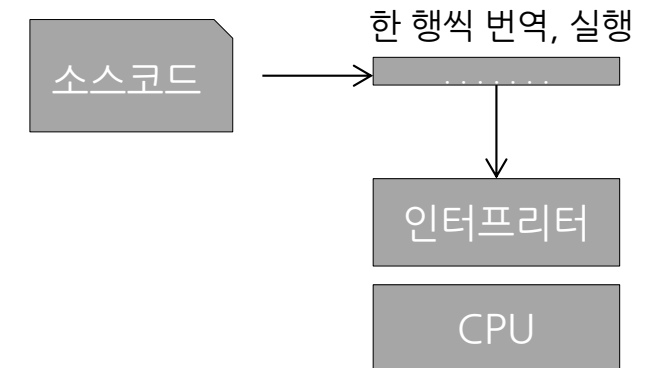 한 행씩 번역, 실행
소스코드
.......
인터프리터
CPU